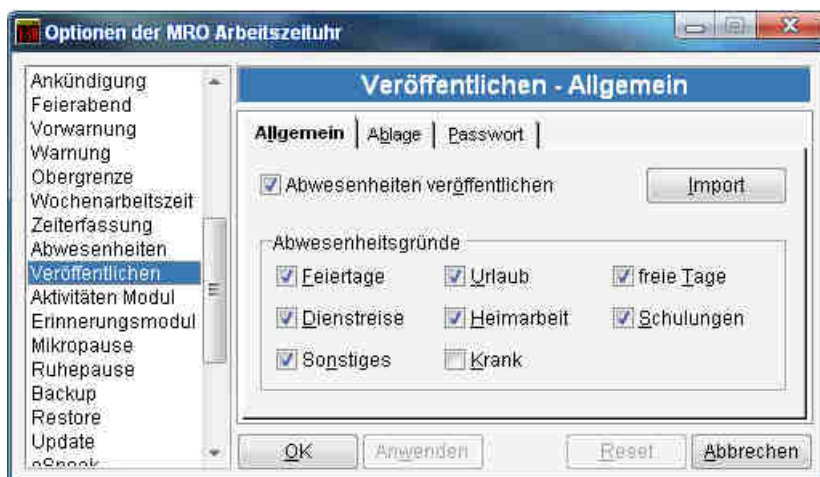 Optionen der MRO Arbeitszeituhr
Ankündigung
Feierabend
Vorwarnung
Warnung
Obergrenze
Wochenarbeitszeit
Zeiterfassung
Abwesenheiten
Veröffentlichen
Aktivitäten Modul
Erinnerungsmodul
Mikropause
Ruhepause
Backup
Restore
Update
Veröffentlichen - Allgemein
Allgemein Ablage Passwort
Abwesenheiten veröffentlichen Import
Abwesenheitsgründe
Feiertage Urlaub freie Tage
Dienstreise Heimarbeit Schulungen
Sonstiges Krank
OK Anwenden Reset Abbrechen